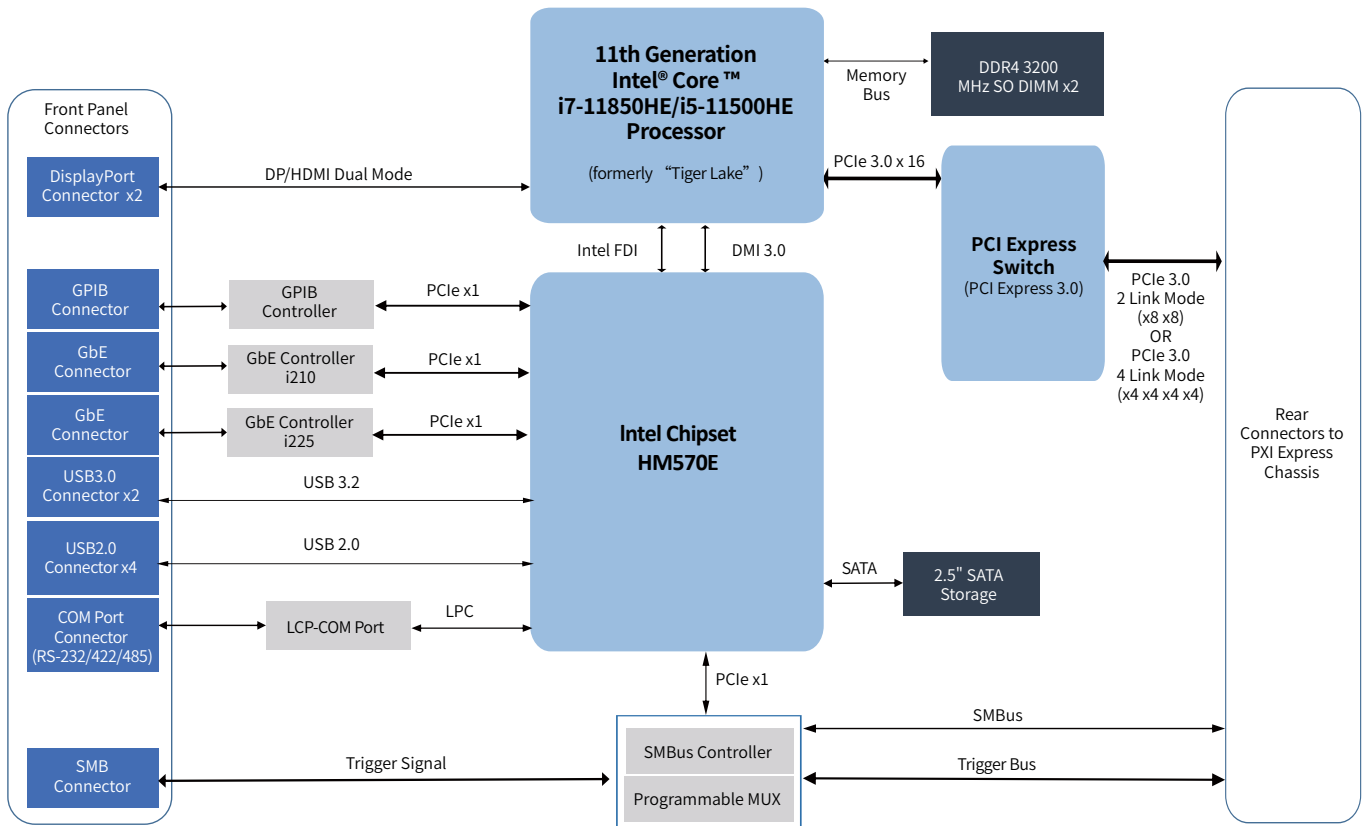 11th Generation
Intel® Core ™
i7-11850HE/i5-11500HE
Processor
(formerly “Tiger Lake”)
Memory
Bus
DDR4 3200
MHz SO DIMM x2
Front Panel
Connectors
DisplayPort
Connector x2
DP/HDMI Dual Mode
PCIe 3.0 x 16
PCI Express
Switch
(PCI Express 3.0)
Intel FDI
DMI 3.0
PCIe 3.0
2 Link Mode
(x8 x8)
OR
PCIe 3.0
4 Link Mode
(x4 x4 x4 x4)
Rear
Connectors to
PXI Express
Chassis
GPIB
Connector
GPIB
Controller
PCIe x1
GbE
Connector
GbE Controller
i210
PCIe x1
GbE
Connector
GbE Controller
i225
PCIe x1
Intel Chipset
HM570E
USB3.0
Connector x2
USB 3.2
USB2.0
Connector x4
USB 2.0
SATA
2.5" SATA
Storage
COM Port
Connector
(RS-232/422/485)
LCP-COM Port
LPC
PCIe x1
SMBus Controller
Programmable MUX
SMBus
Trigger Bus
SMB
Connector
Trigger Signal